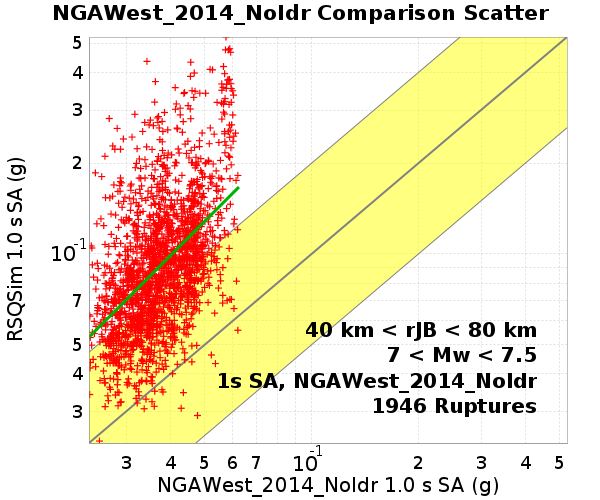 NGAWest_2014_NoIdr Comparison Scatter
5
4
3
2
10^-1
7
5
4
3
RSQSim 1.0 s SA (g)
40 km < rJB < 80 km
7 < Mw < 7.5
1s SA, NGAWest_2014_NoIdr
1946 Ruptures
3 4 5 6 7 10^-1 2 3 4 5
NGAWest_2014_NoIdr 1.0 s SA (g)